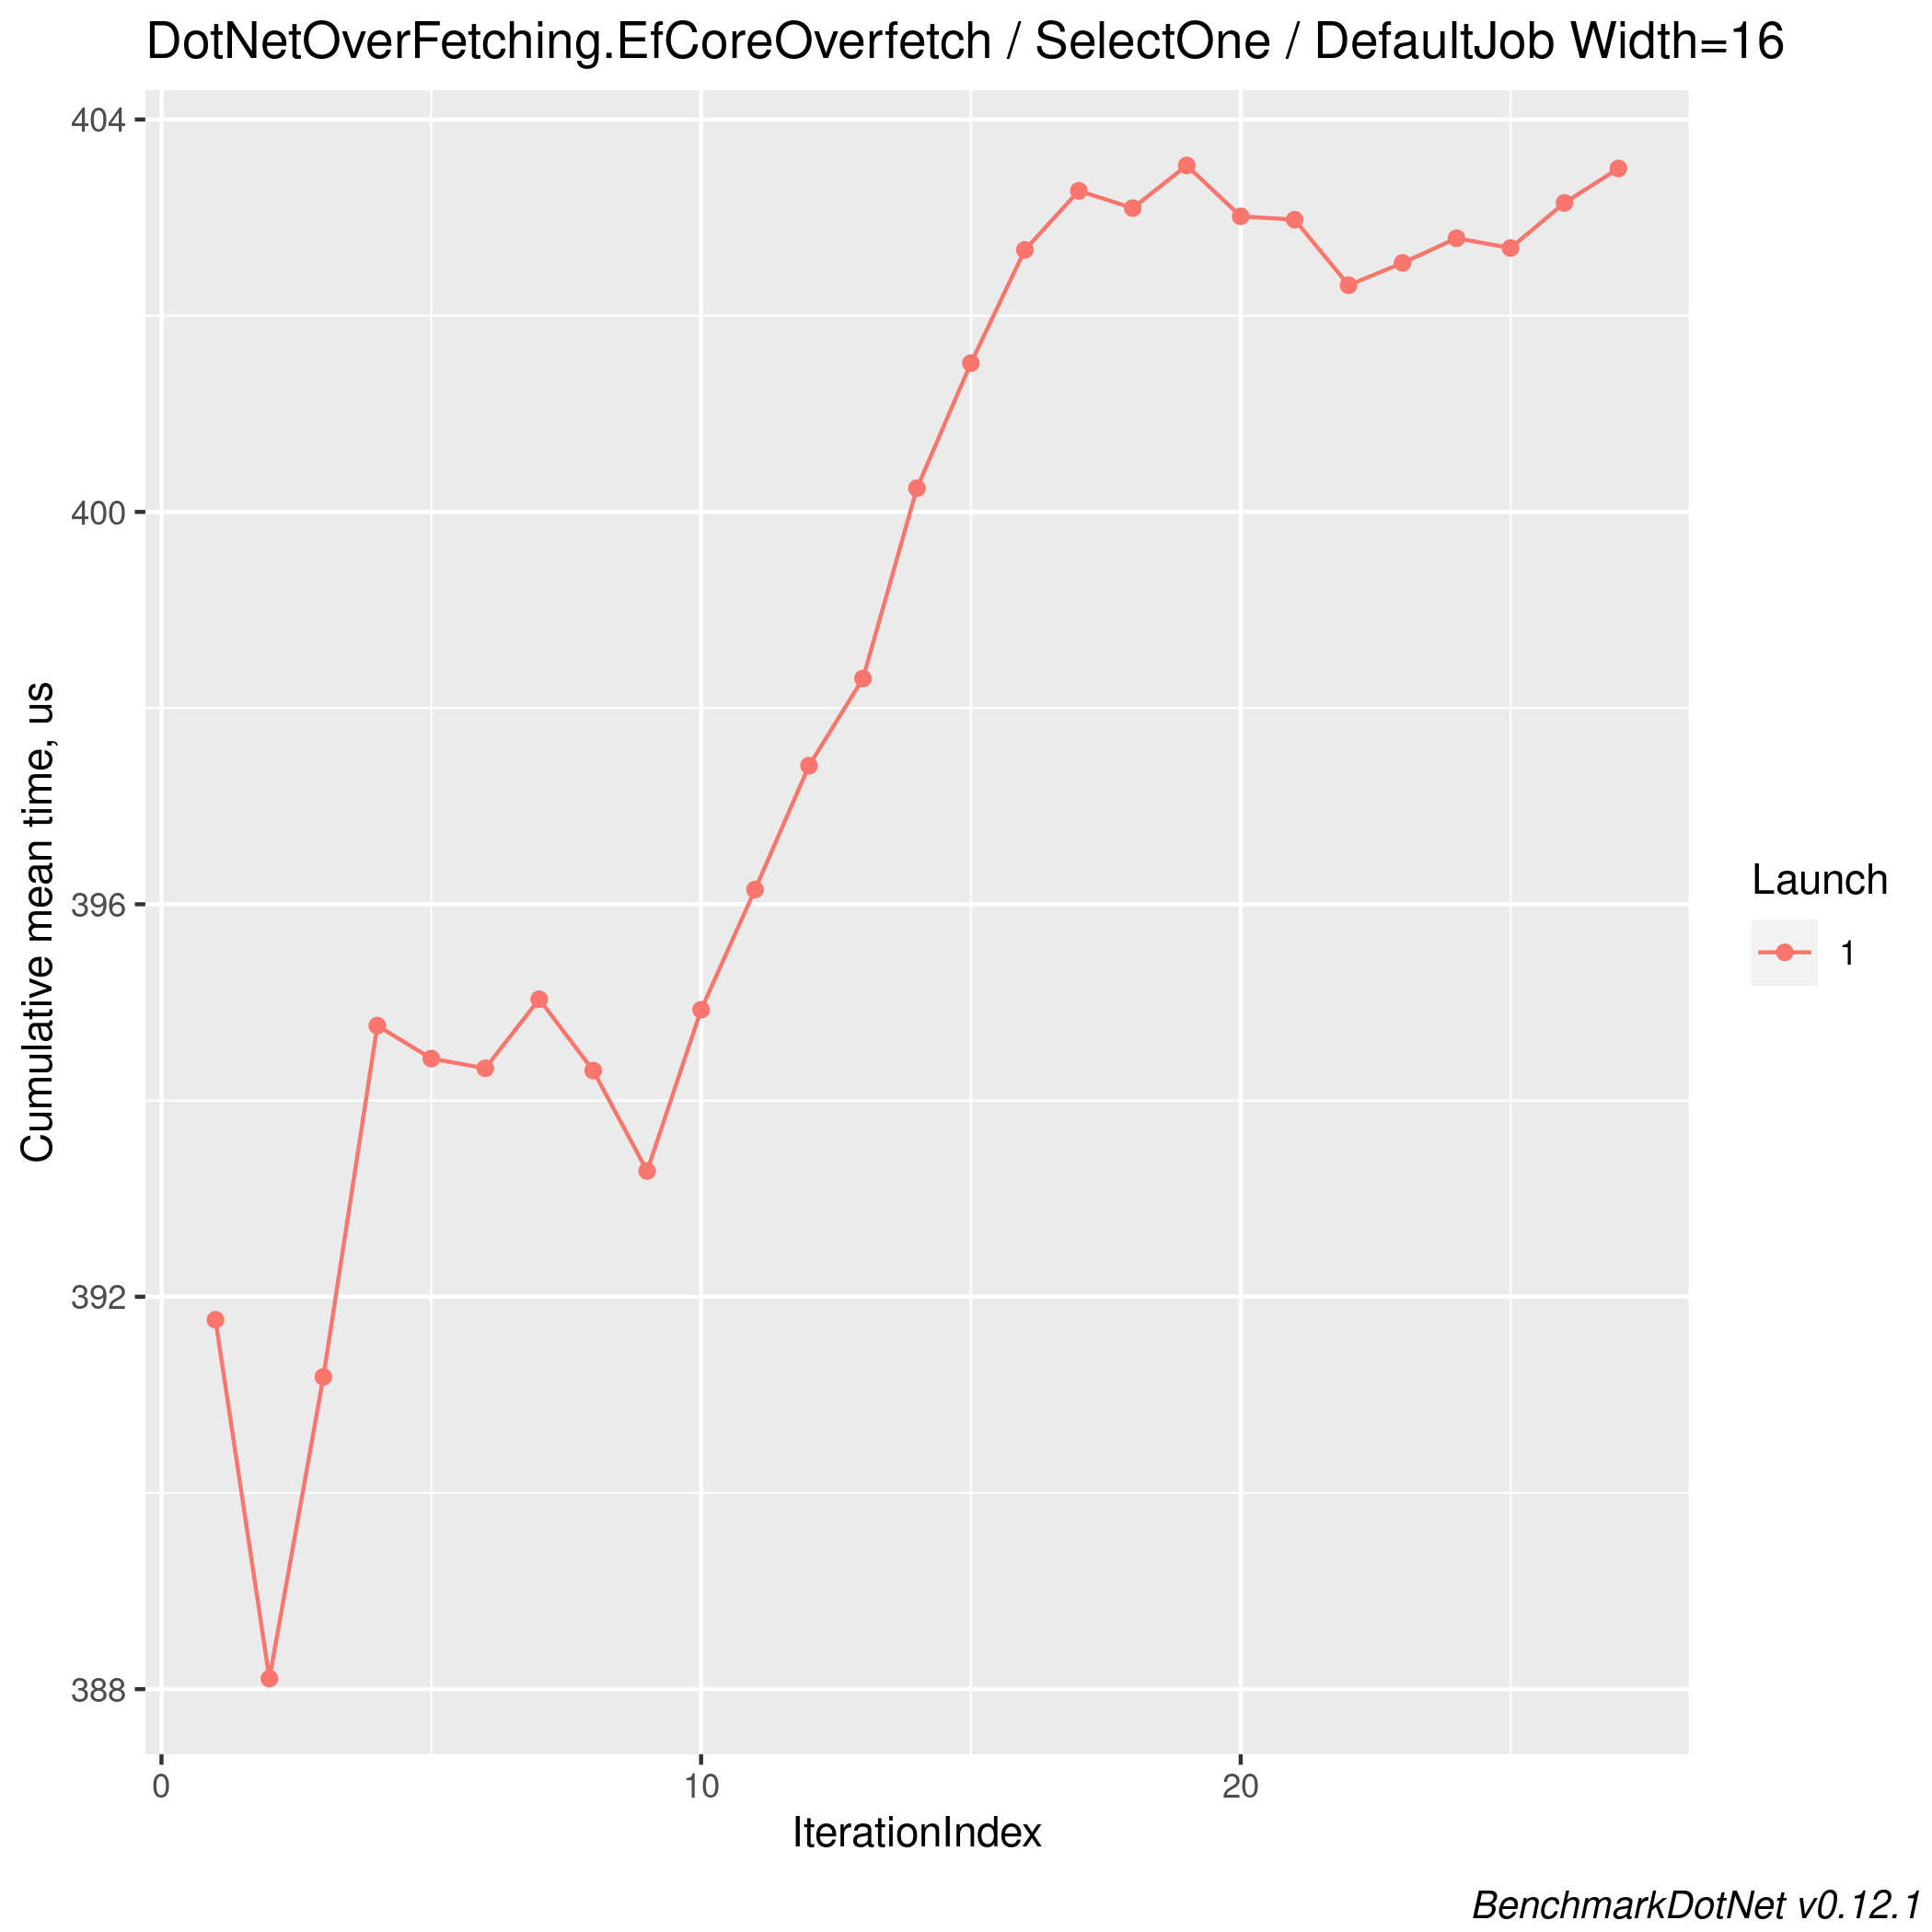 DotNetOverFetching.EfCoreOverfetch / SelectOne / DefaultJob Width=16
Cumulative mean time, us
404
400
396
392
388
0
10
20
IterationIndex
Launch
1
BenchmarkDotNet v0.12.1